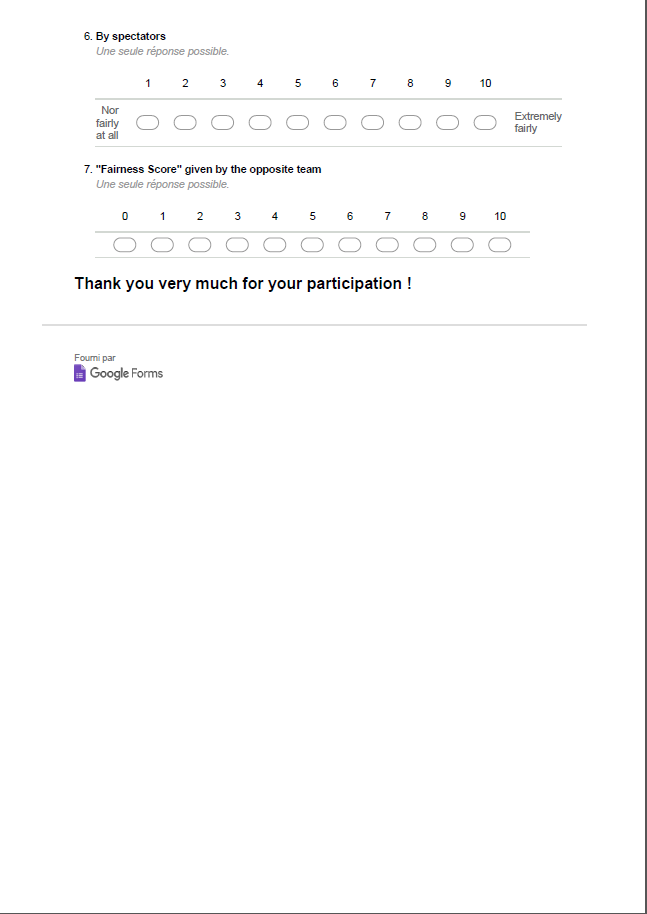 6. By spectators
Une seule réponse possible.
1 2 3 4 5 6 7 8 9 10
Nor
fairly
at all
Extremely
fairly
7. "Fairness Score" given by the opposite team
Une seule réponse possible.
0 1 2 3 4 5 6 7 8 9 10
Thank you very much for your participation !
Fourni par
Google Forms